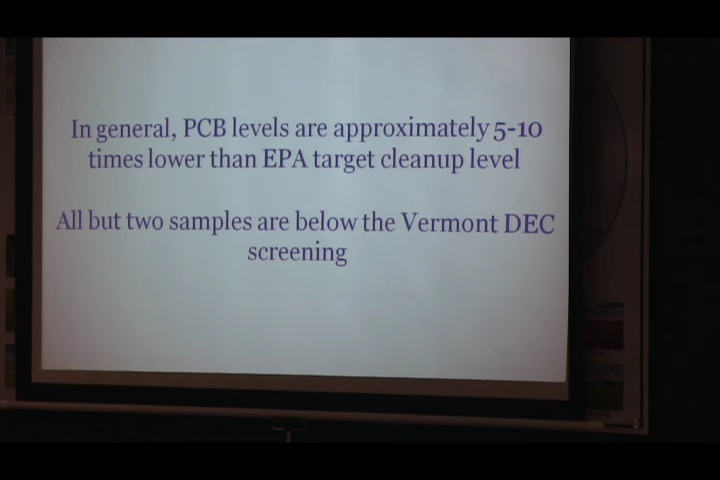 In general, PCB levels are approximately 5-10
times lower than EPA target cleanup level
All but two samples are below the Vermont DEC
screening